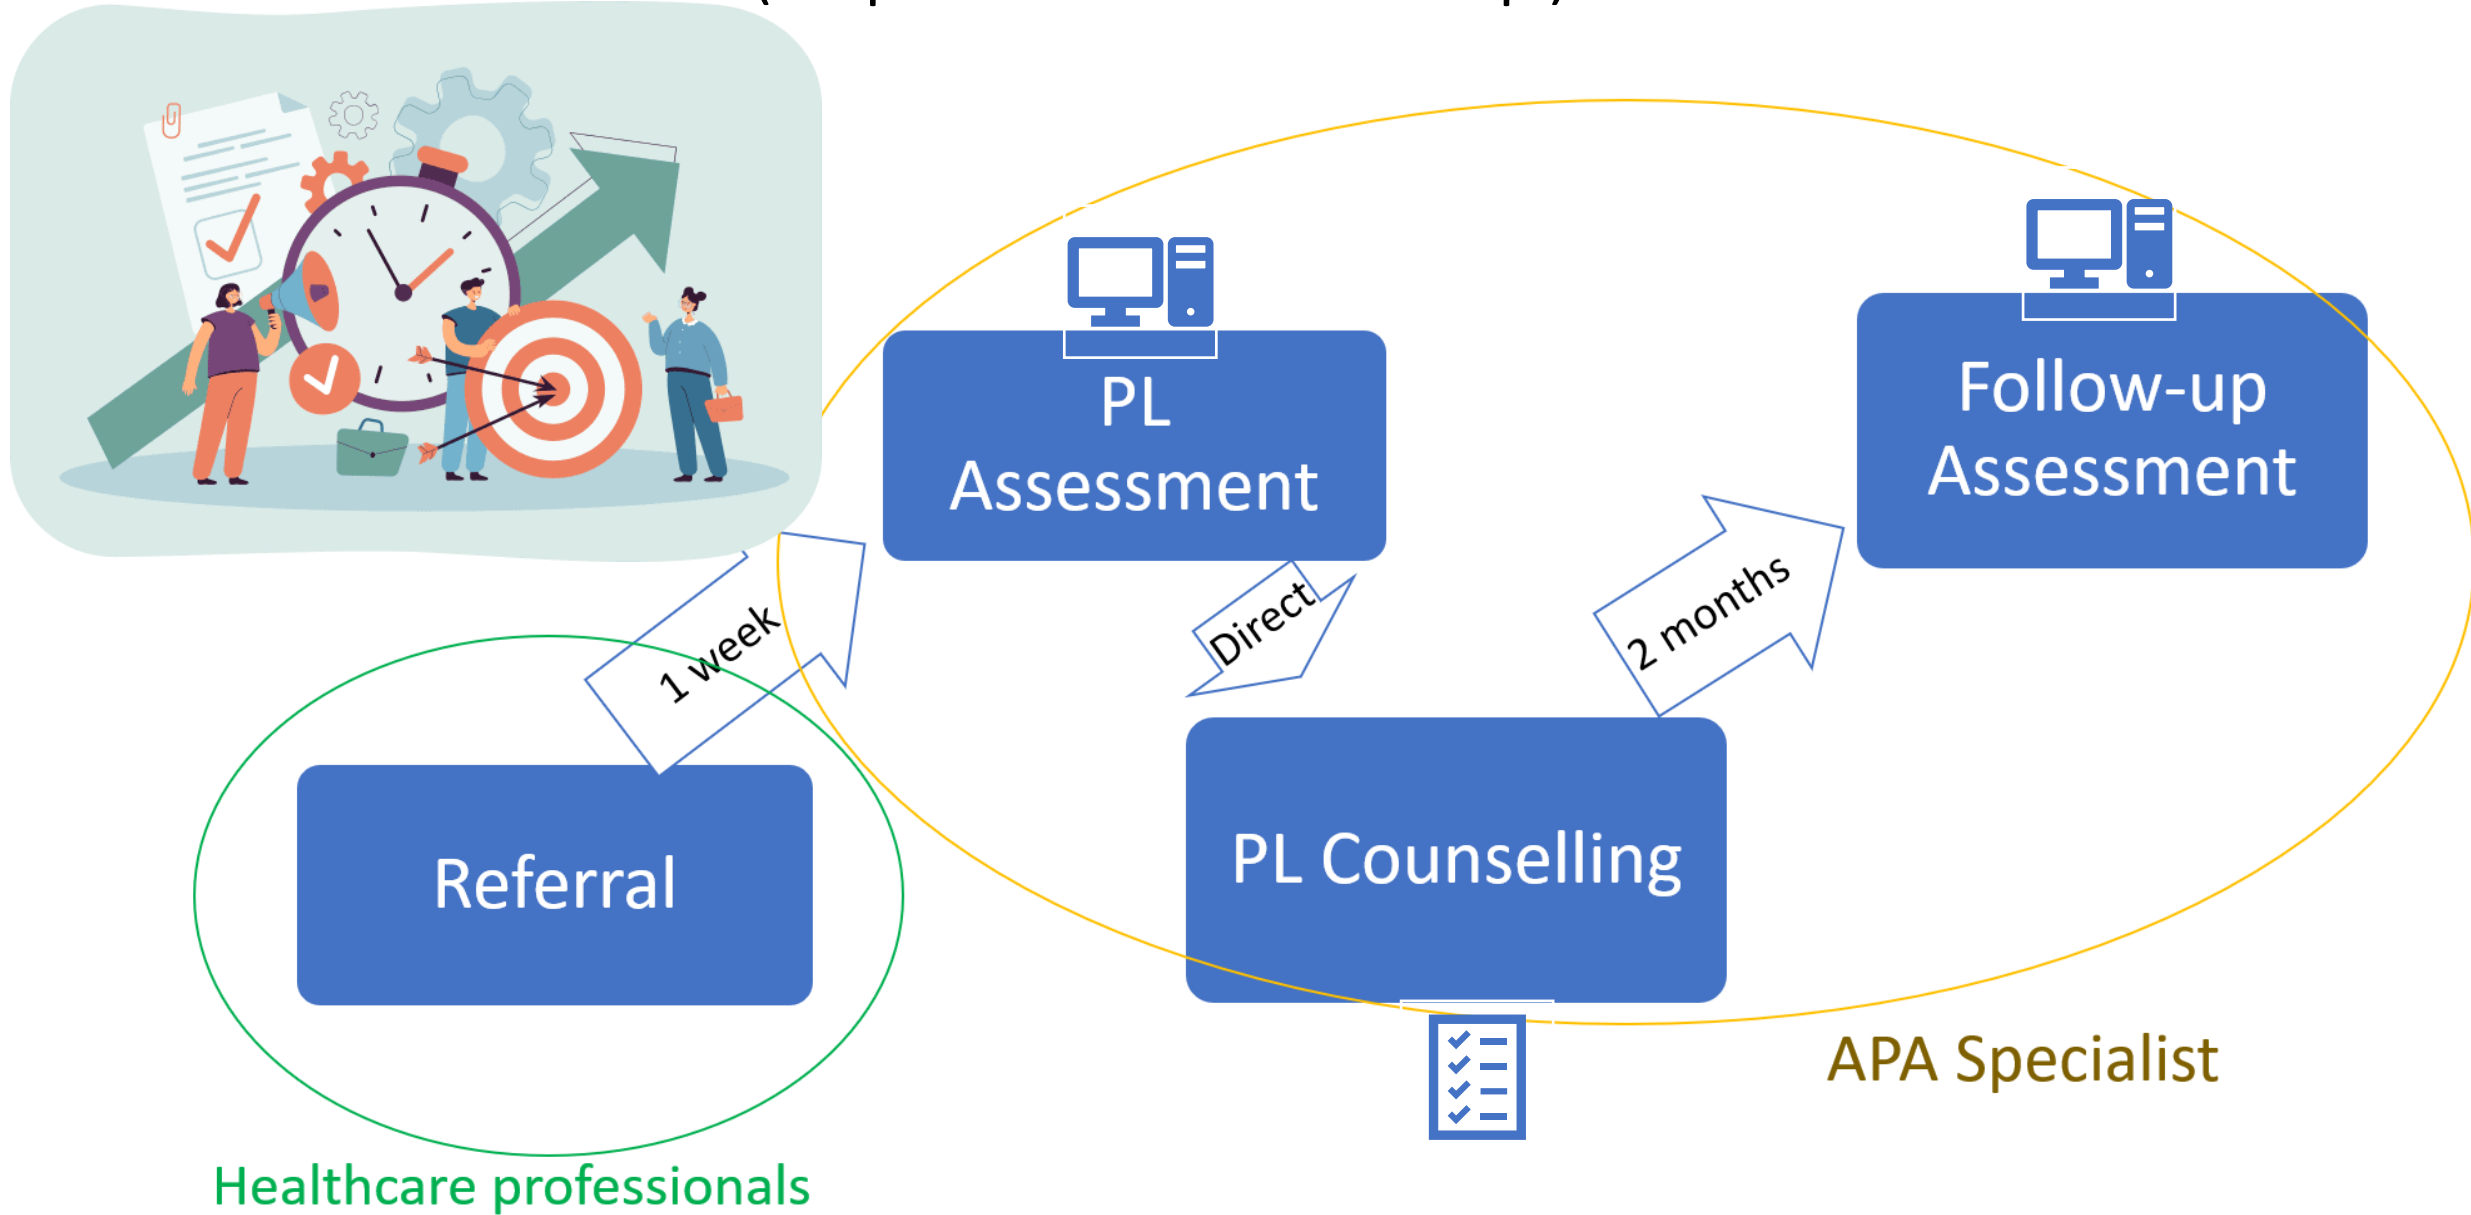 PL
Assessment
Follow-up
Assessment
1 week
Direct
2 months
Referral
PL Counselling
APA Specialist
Healthcare professionals